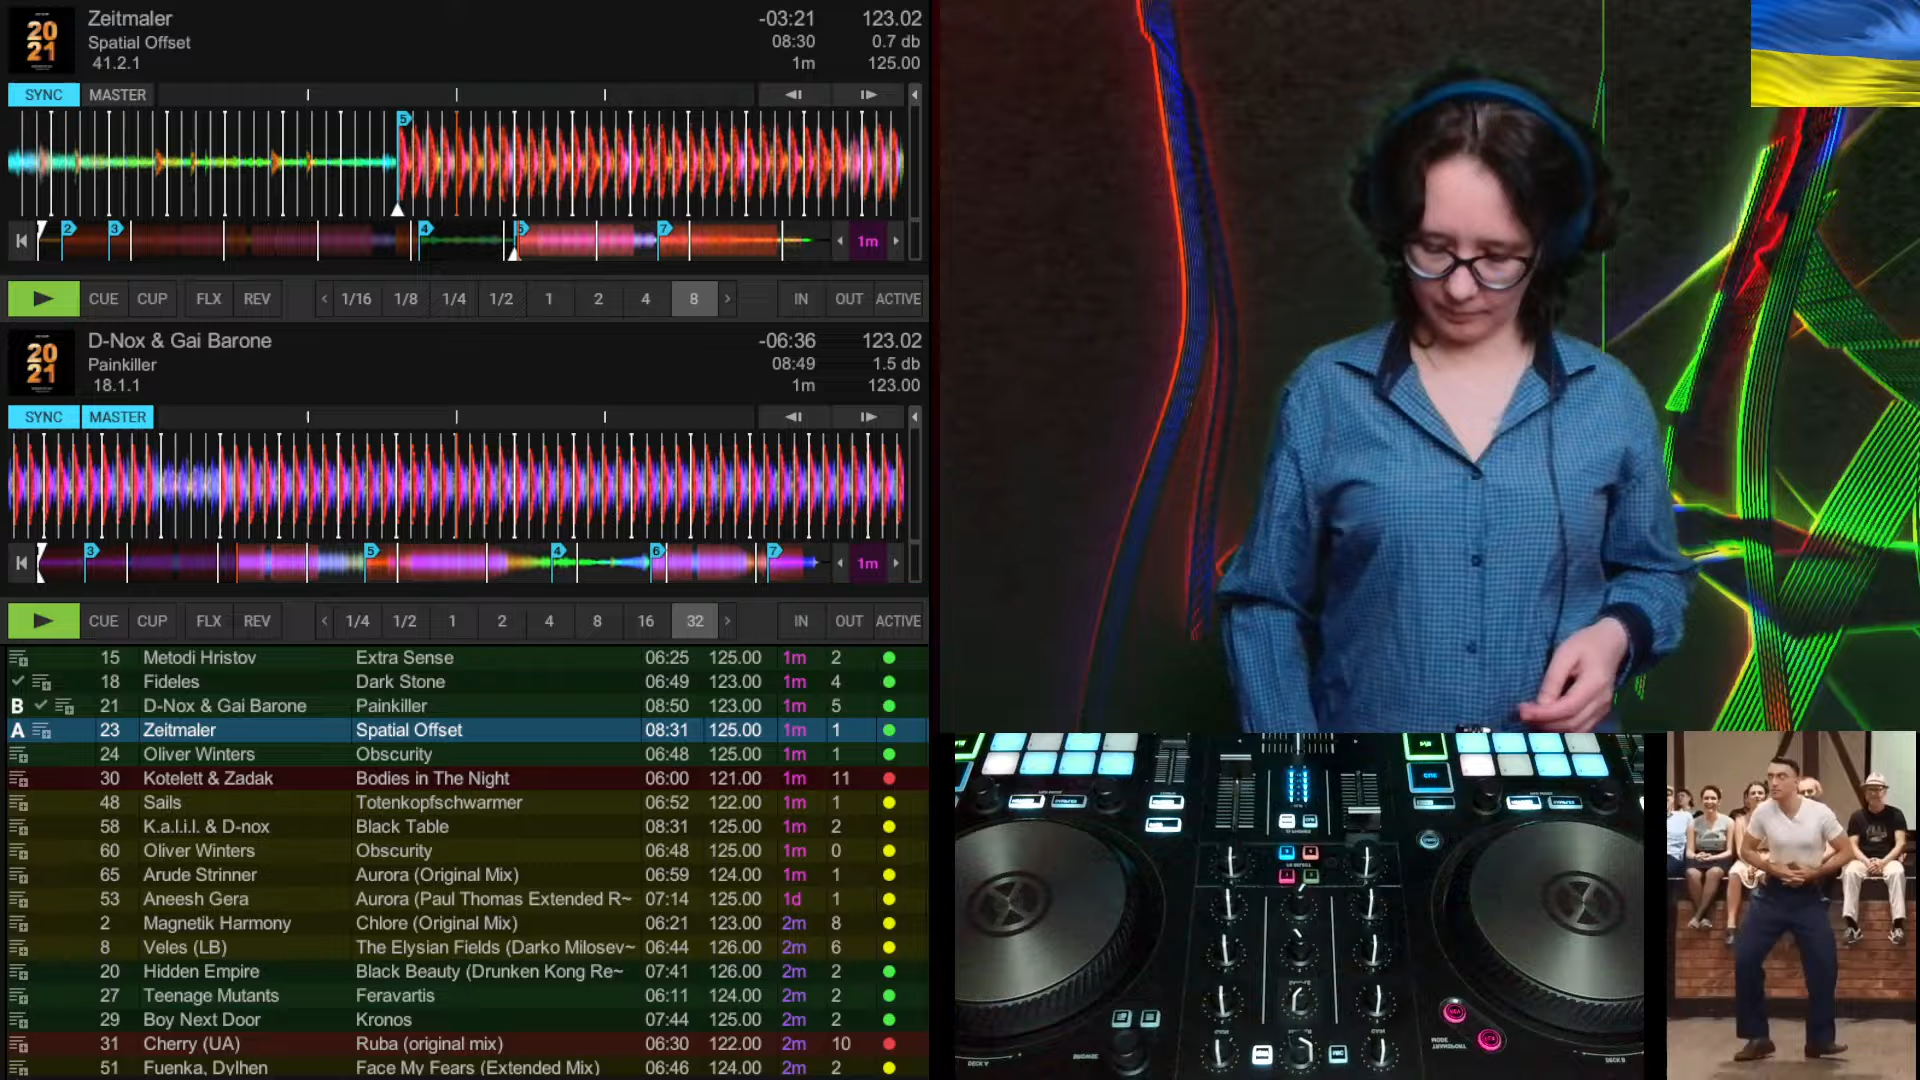 20
21
Zeitmaler -03:21 123.02
Spatial Offset 08:30 0.7 db
41.2.1 1m 125.00
SYNC MASTER
5
2 3 4 5 7 1m
CUE CUP FLX REV 1/16 1/8 1/4 1/2 1 2 4 8 IN OUT ACTIVE
20
21
D-Nox & Gai Barone -06:36 123.02
Painkiller 08:49 1.5 db
18.1.1 1m 123.00
SYNC MASTER
3 5 4 6 7 1m
CUE CUP FLX REV 1/4 1/2 1 2 4 8 16 32 IN OUT ACTIVE
15 Metodi Hristov Extra Sense 06:25 125.00 1m 2
18 Fideles Dark Stone 06:49 123.00 1m 4
B 21 D-Nox & Gai Barone Painkiller 08:50 123.00 1m 5
A 23 Zeitmaler Spatial Offset 08:31 125.00 1m 1
24 Oliver Winters Obscurity 06:48 125.00 1m 1
30 Kotelett & Zadak Bodies in The Night 06:00 121.00 1m 11
48 Sails Totenkopfschwarmer 06:52 122.00 1m 1
58 K.a.l.i.l. & D-nox Black Table 08:31 125.00 1m 2
60 Oliver Winters Obscurity 06:48 125.00 1m 0
65 Arude Strinner Aurora (Original Mix) 06:59 124.00 1m 1
53 Aneesh Gera Aurora (Paul Thomas Extended R~ 07:14 125.00 1d 1
2 Magnetik Harmony Chlore (Original Mix) 06:21 123.00 2m 8
8 Veles (LB) The Elysian Fields (Darko Milosev~ 06:44 126.00 2m 6
20 Hidden Empire Black Beauty (Drunken Kong Re~ 07:41 126.00 2m 2
27 Teenage Mutants Feravartis 06:11 124.00 2m 2
29 Boy Next Door Kronos 07:44 125.00 2m 2
31 Cherry (UA) Ruba (original mix) 06:30 122.00 2m 10
51 Fuenka, Dylhen Face My Fears (Extended Mix) 06:46 124.00 2m 2